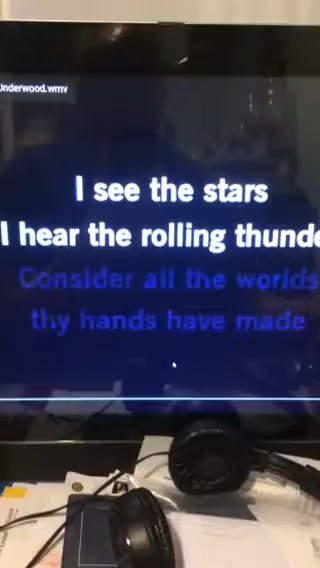 Underwood.wmv
I see the stars
I hear the rolling thunde
Consider all the worlds
thy hands have made